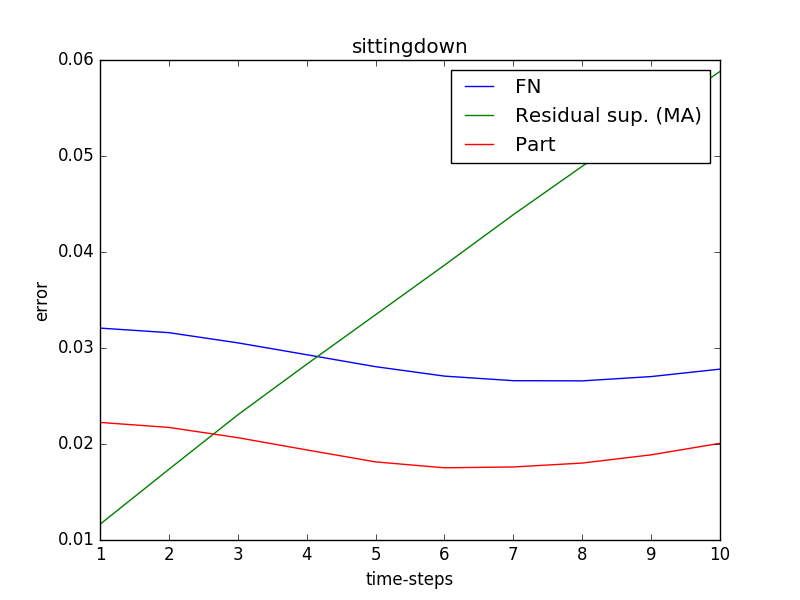 sittingdown
0.06
0.05
0.04
0.03
0.02
0.01
error
FN
Residual sup. (MA)
Part
1 2 3 4 5 6 7 8 9 10
time-steps